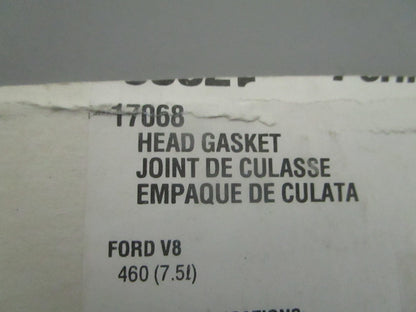 17068
HEAD GASKET
JOINT DE CULASSE
EMPAQUE DE CULATA
FORD V8
460 (7.5l)